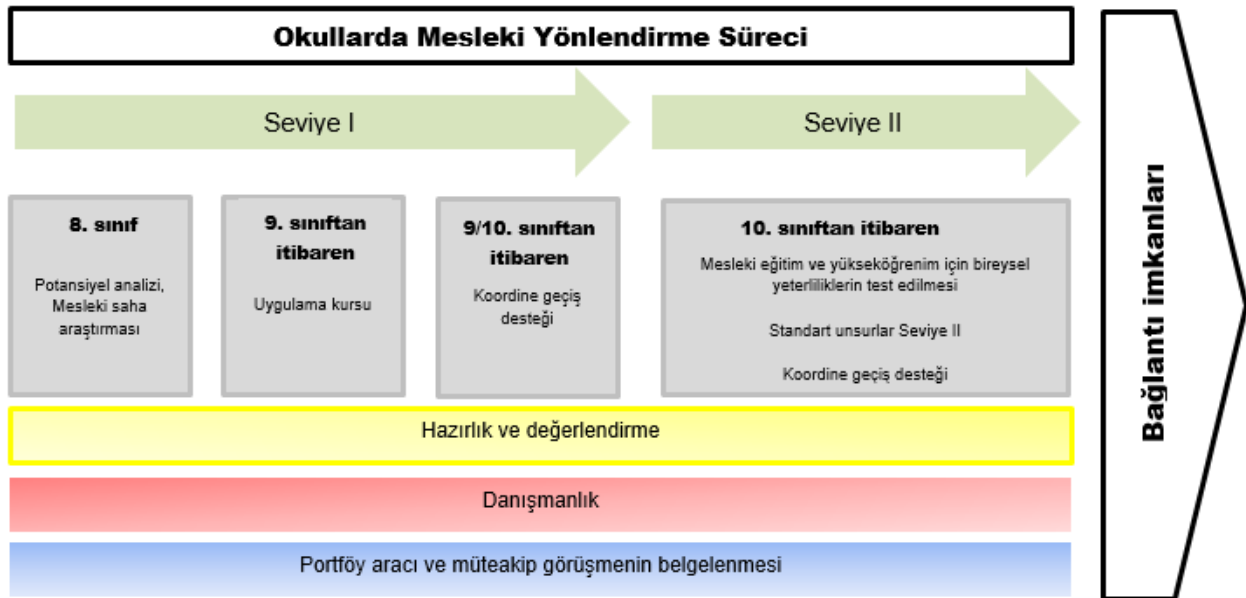 Okullarda Mesleki Yönlendirme Süreci
Seviye I
Seviye II
8. sınıf
Potansiyel analizi,
Mesleki saha
araştırması
9. sınıftan
itibaren
Uygulama kursu
9/10. sınıftan
itibaren
Koordine geçiş
desteği
10. sınıftan itibaren
Mesleki eğitim ve yükseköğrenim için bireysel
yeterliliklerin test edilmesi
Standart unsurlar Seviye II
Koordine geçiş desteği
Hazırlık ve değerlendirme
Danışmanlık
Portföy aracı ve müteakip görüşmenin belgelenmesi
Bağlantı imkanları